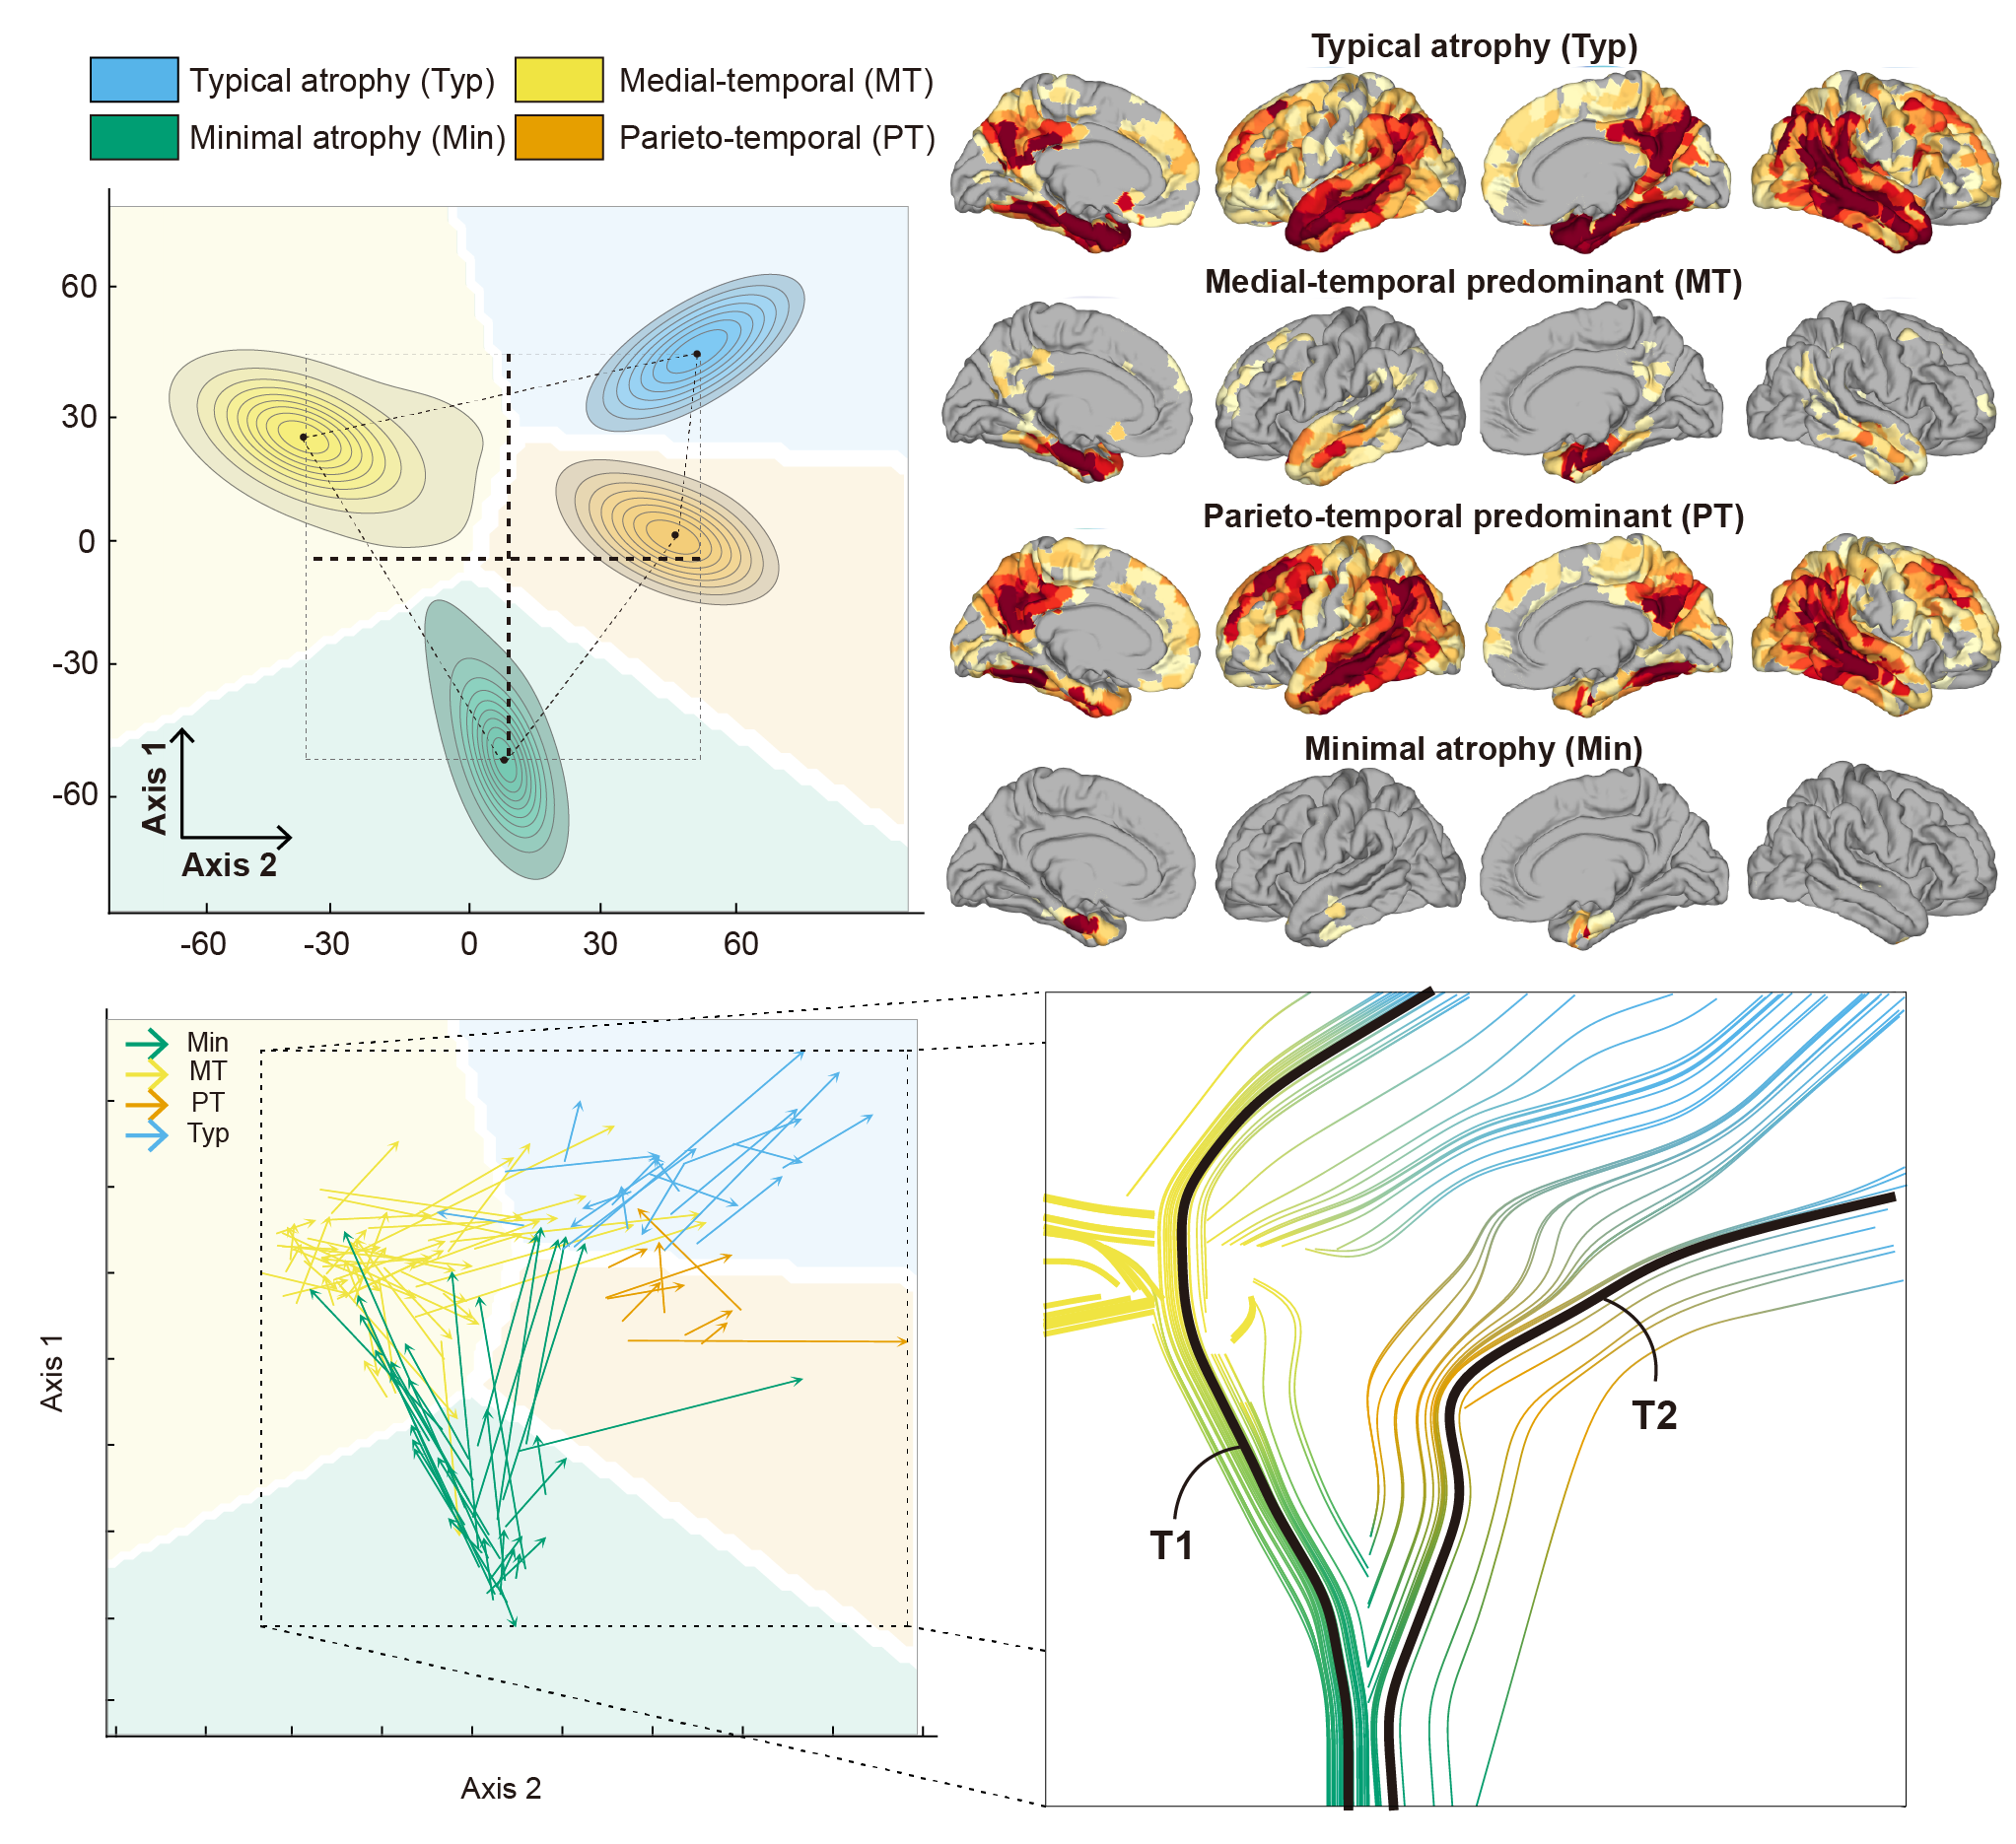 Typical atrophy (Typ)
Medial-temporal (MT)
Minimal atrophy (Min)
Parieto-temporal (PT)
60
30
0
-30
-60
Axis 1
Axis 2
-60
-30
0
30
60
Typical atrophy (Typ)
Medial-temporal predominant (MT)
Parieto-temporal predominant (PT)
Minimal atrophy (Min)
Min
MT
PT
Typ
Axis 1
Axis 2
T1
T2